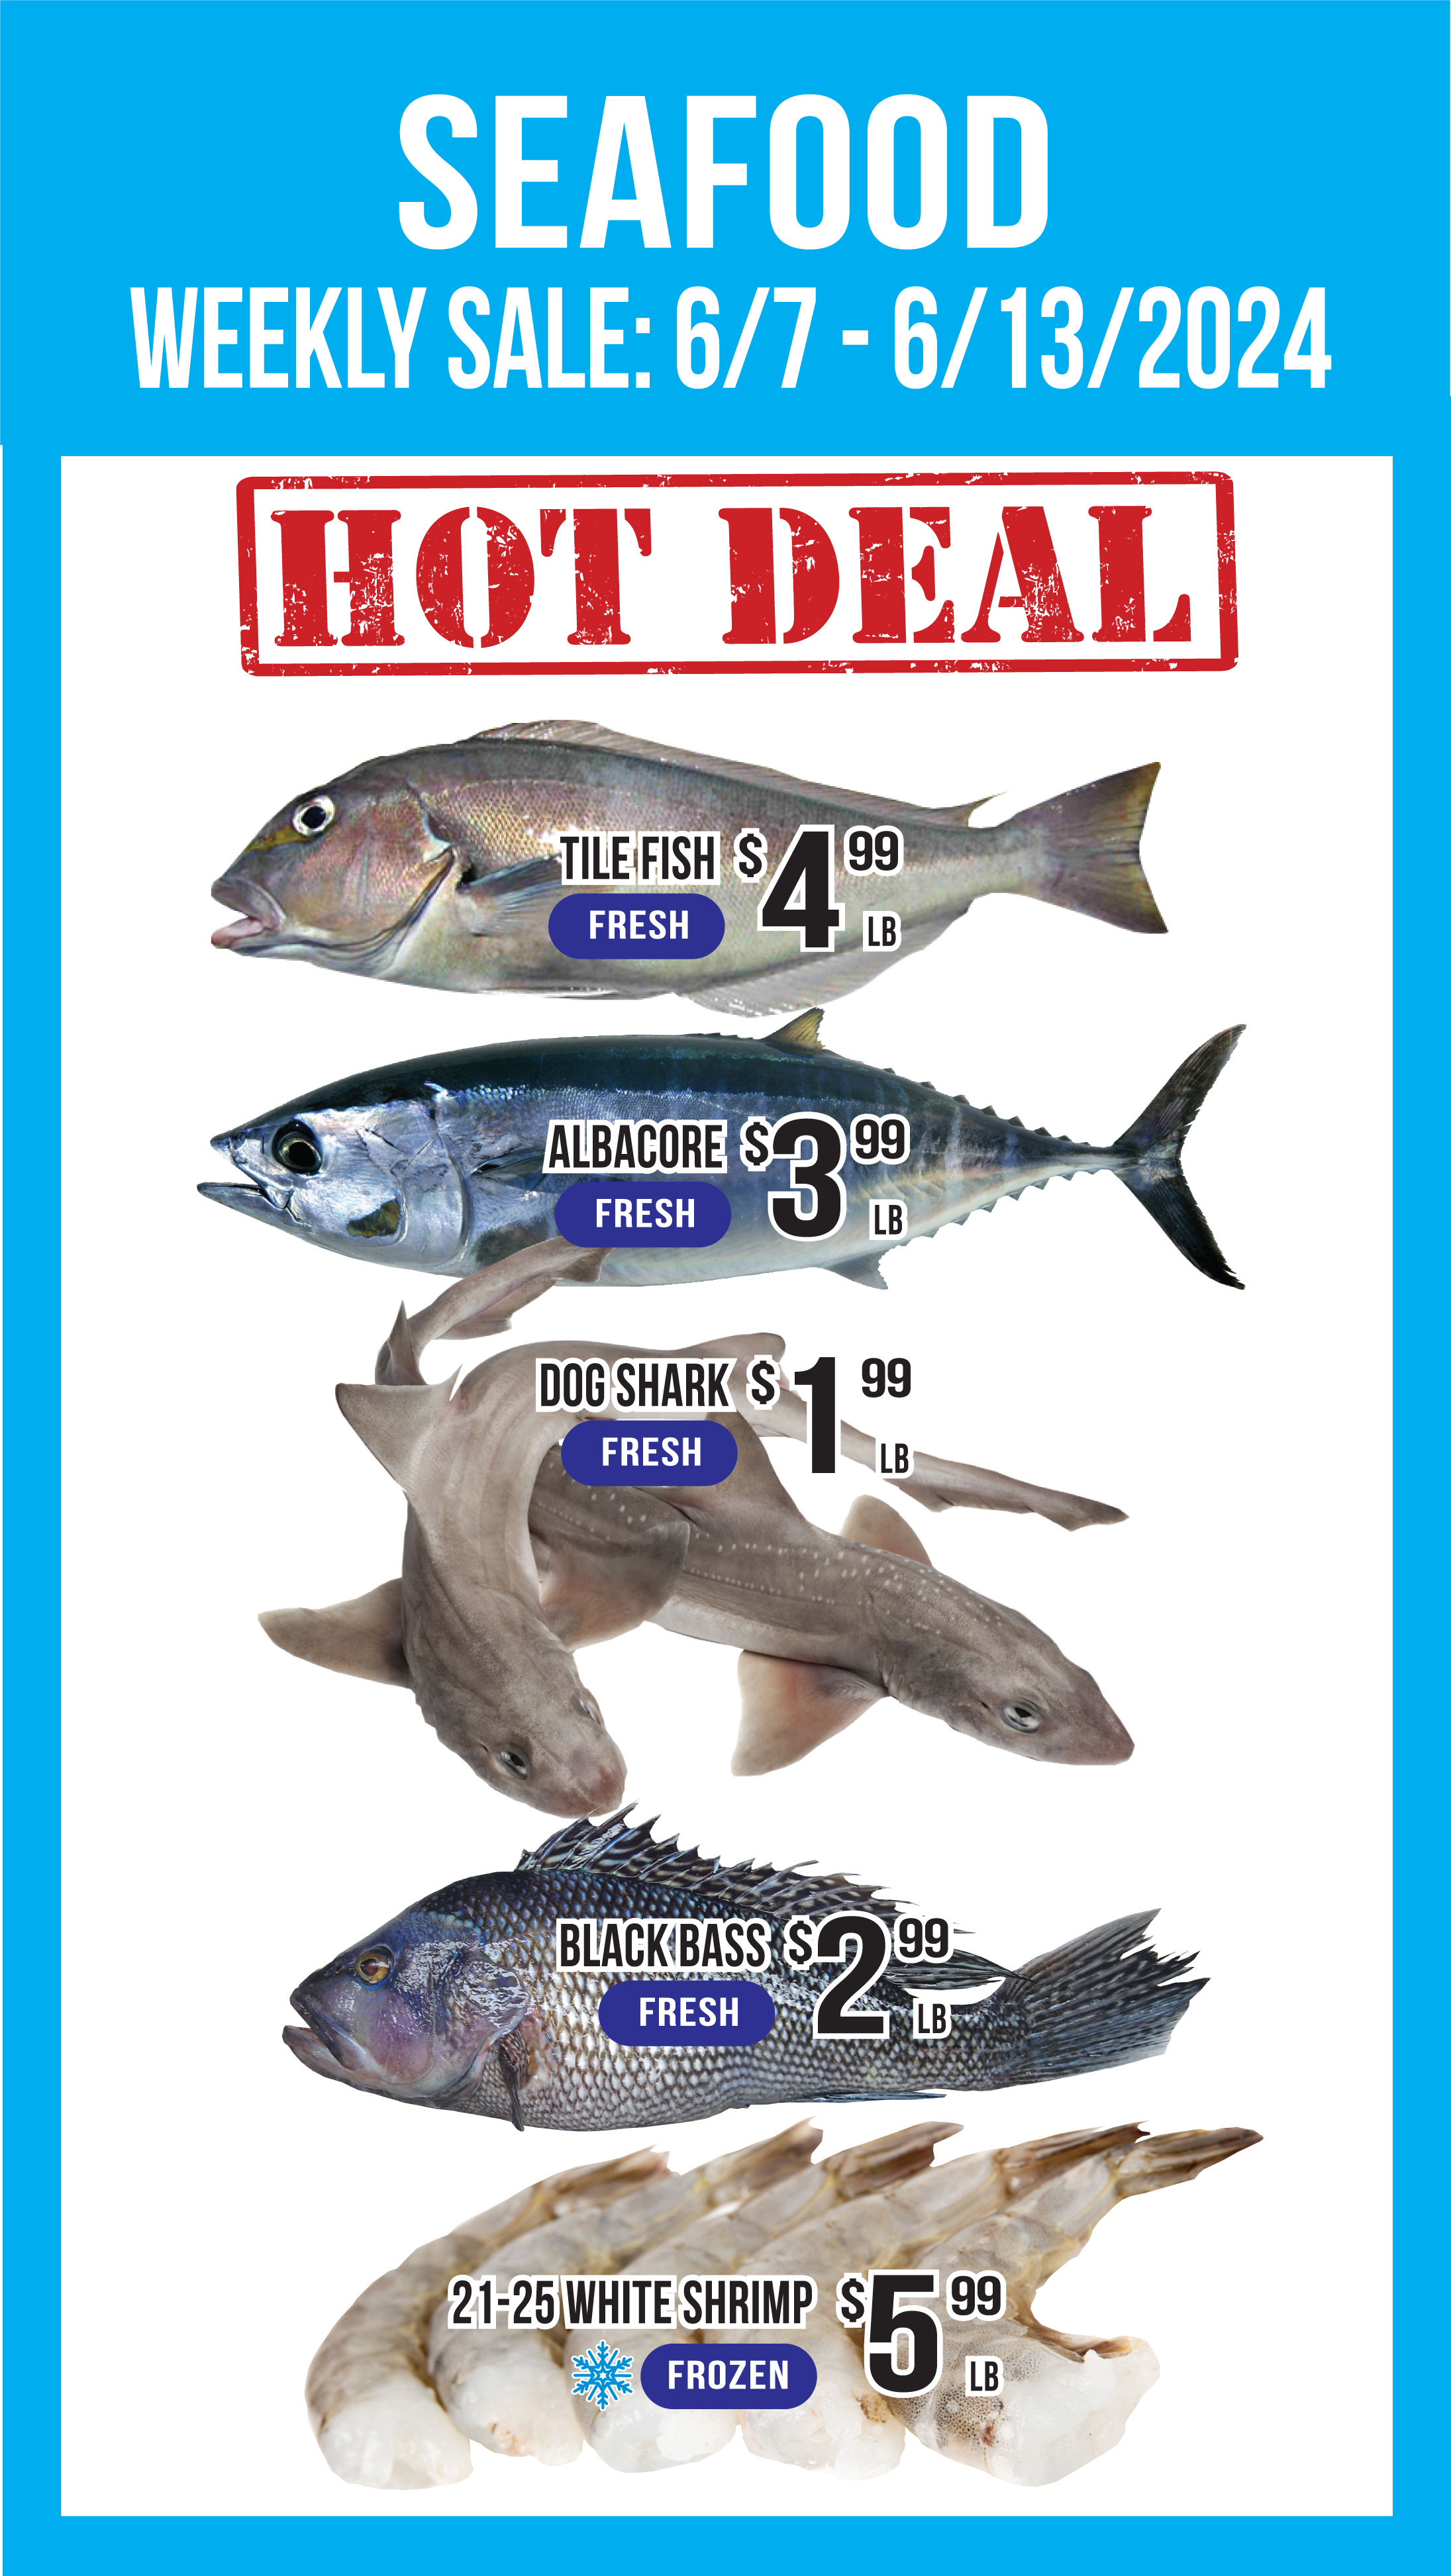 SEAFOOD
WEEKLY SALE: 6/7 - 6/13/2024
HOT DEAL
TILE FISH $4 99
FRESH LB
ALBACORE $3 99
FRESH LB
DOG SHARK $1 99
FRESH LB
BLACK BASS $2 99
FRESH LB
21-25 WHITE SHRIMP $5 99
FROZEN LB